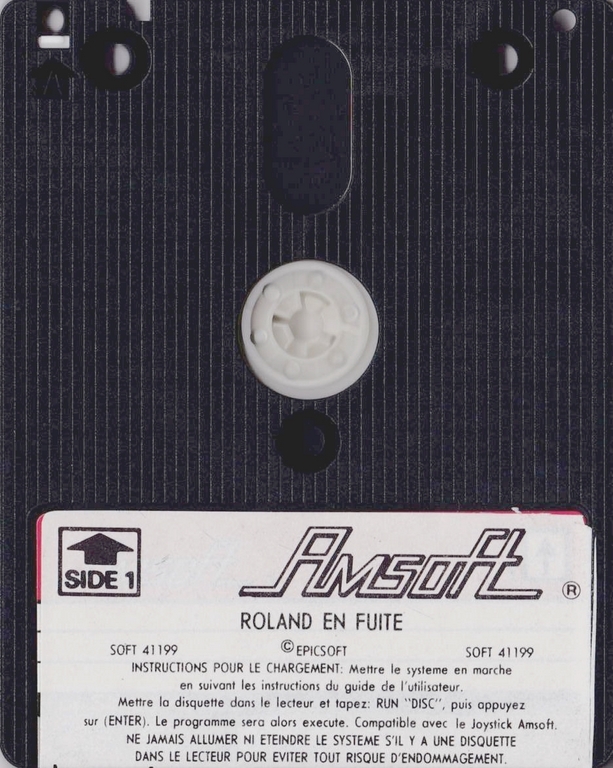 SIDE 1
Amsoft ®
ROLAND EN FUITE
SOFT 41199 © EPICSOFT SOFT 41199
INSTRUCTIONS POUR LE CHARGEMENT: Mettre le systeme en marche
en suivant les instructions du guide de l'utilisateur.
Mettre la disquette dans le lecteur et tapez: RUN "DISC", puis appuyez
sur (ENTER). Le programme sera alors execute. Compatible avec le Joystick Amsoft.
NE JAMAIS ALLUMER NI ETEINDRE LE SYSTEME S'IL Y A UNE DISQUETTE
DANS LE LECTEUR POUR EVITER TOUT RISQUE D'ENDOMMAGEMENT.